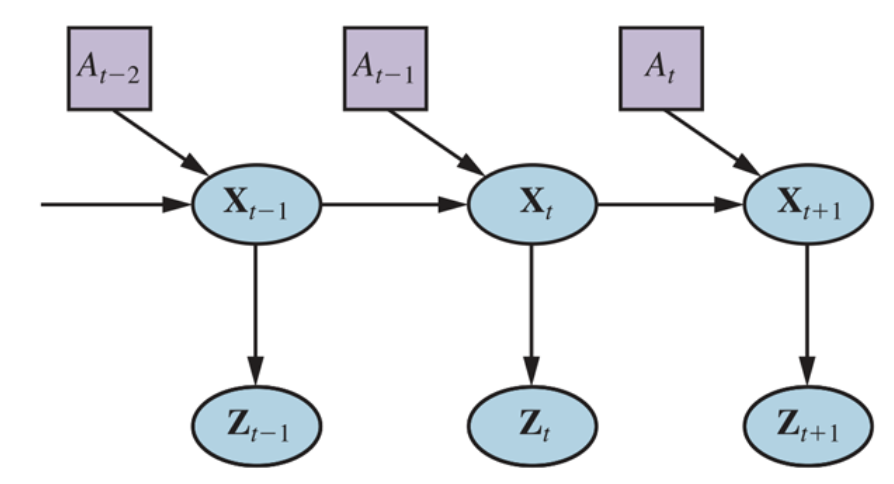 A_{t−2} A_{t−1} A_t
X_{t−1} X_t X_{t+1}
Z_{t−1} Z_t Z_{t+1}